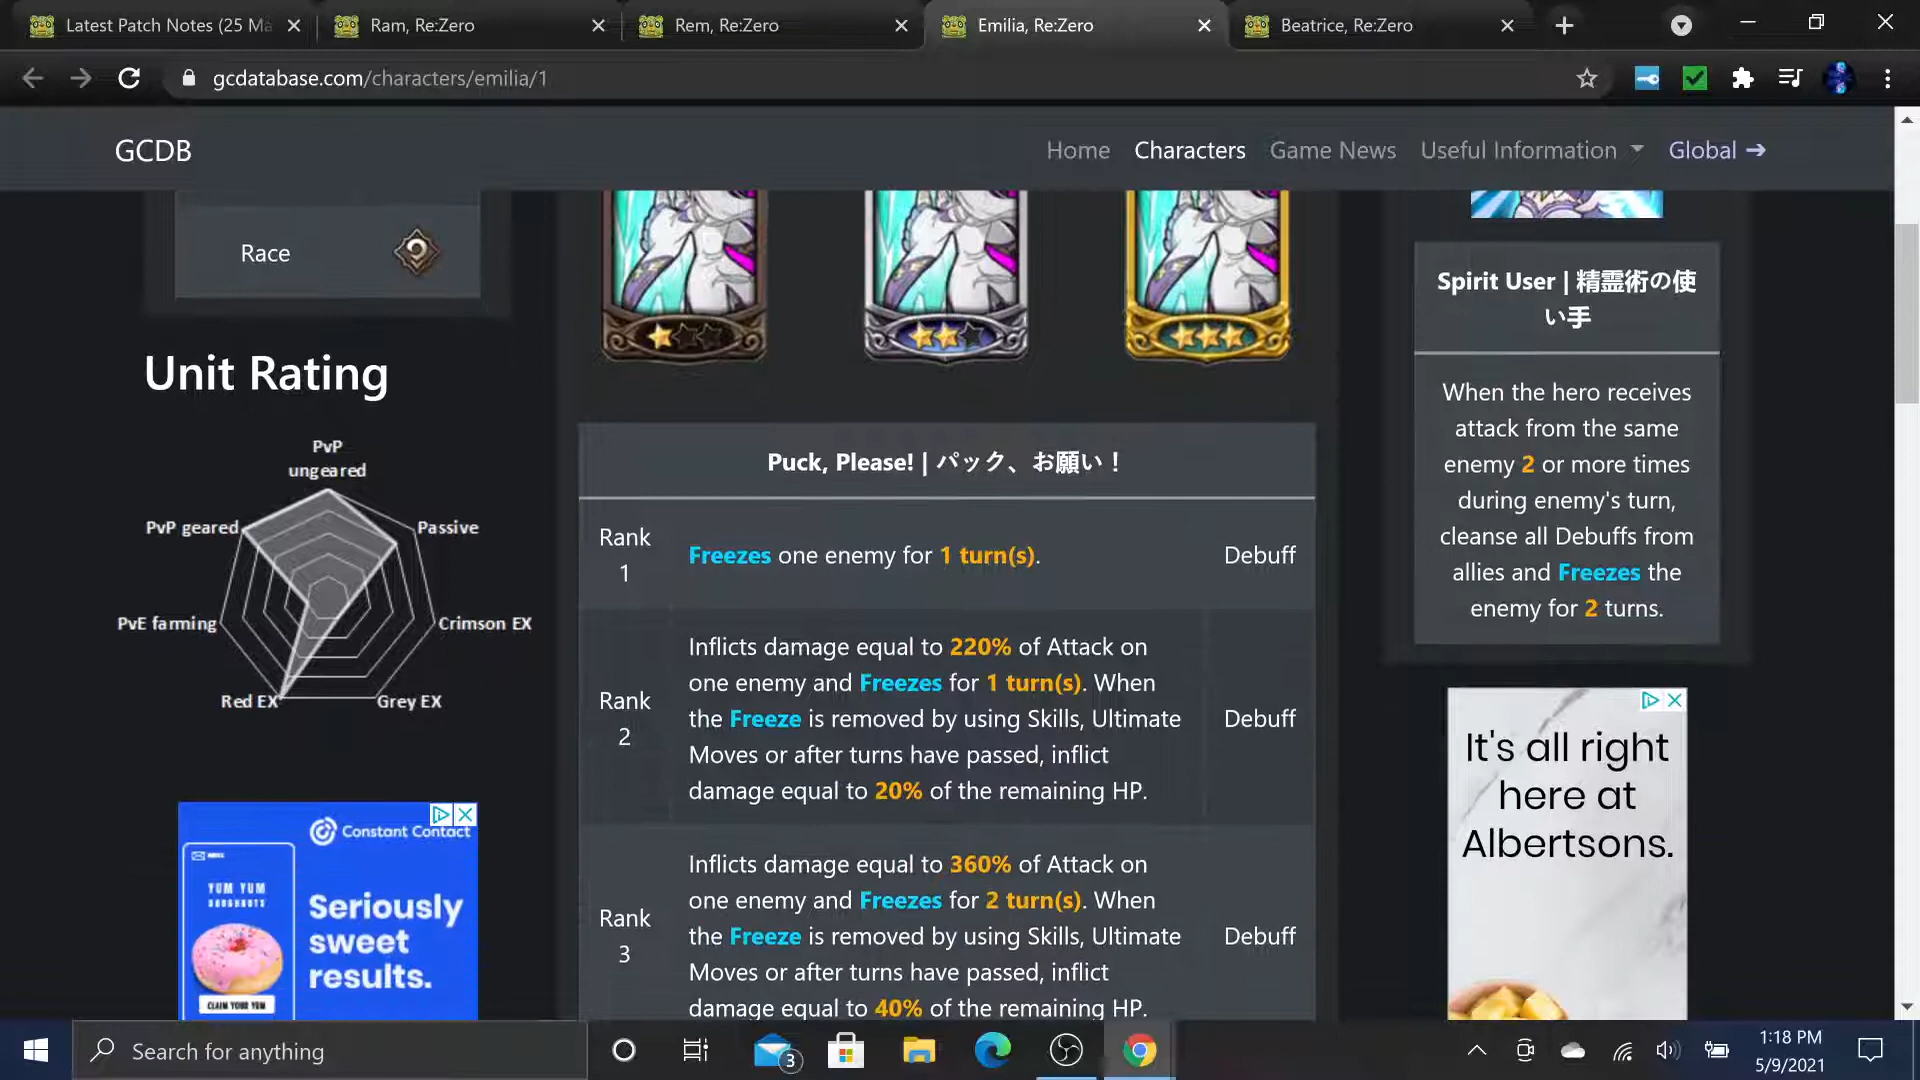 Latest Patch Notes (25 Ma
Ram, Re:Zero
Rem, Re:Zero
Emilia, Re:Zero
Beatrice, Re:Zero
gcdatabase.com/characters/emilia/1
GCDB
Home
Characters
Game News
Useful Information
Global
Race
Unit Rating
PvP
ungeared
PvP geared
Passive
PvE farming
Crimson EX
Red EX
Grey EX
Constant Contact
YUM YUM
DOUGHNUTS
Seriously
sweet
results.
CLAIM YOUR YUM
Puck, Please! | パック、お願い！
Rank
1
Freezes one enemy for 1 turn(s).
Debuff
Rank
2
Inflicts damage equal to 220% of Attack on
one enemy and Freezes for 1 turn(s). When
the Freeze is removed by using Skills, Ultimate
Moves or after turns have passed, inflict
damage equal to 20% of the remaining HP.
Debuff
Rank
3
Inflicts damage equal to 360% of Attack on
one enemy and Freezes for 2 turn(s). When
the Freeze is removed by using Skills, Ultimate
Moves or after turns have passed, inflict
damage equal to 40% of the remaining HP.
Debuff
Spirit User | 精霊術の使
い手
When the hero receives
attack from the same
enemy 2 or more times
during enemy's turn,
cleanse all Debuffs from
allies and Freezes the
enemy for 2 turns.
It's all right
here at
Albertsons.
Search for anything
3
1:18 PM
5/9/2021